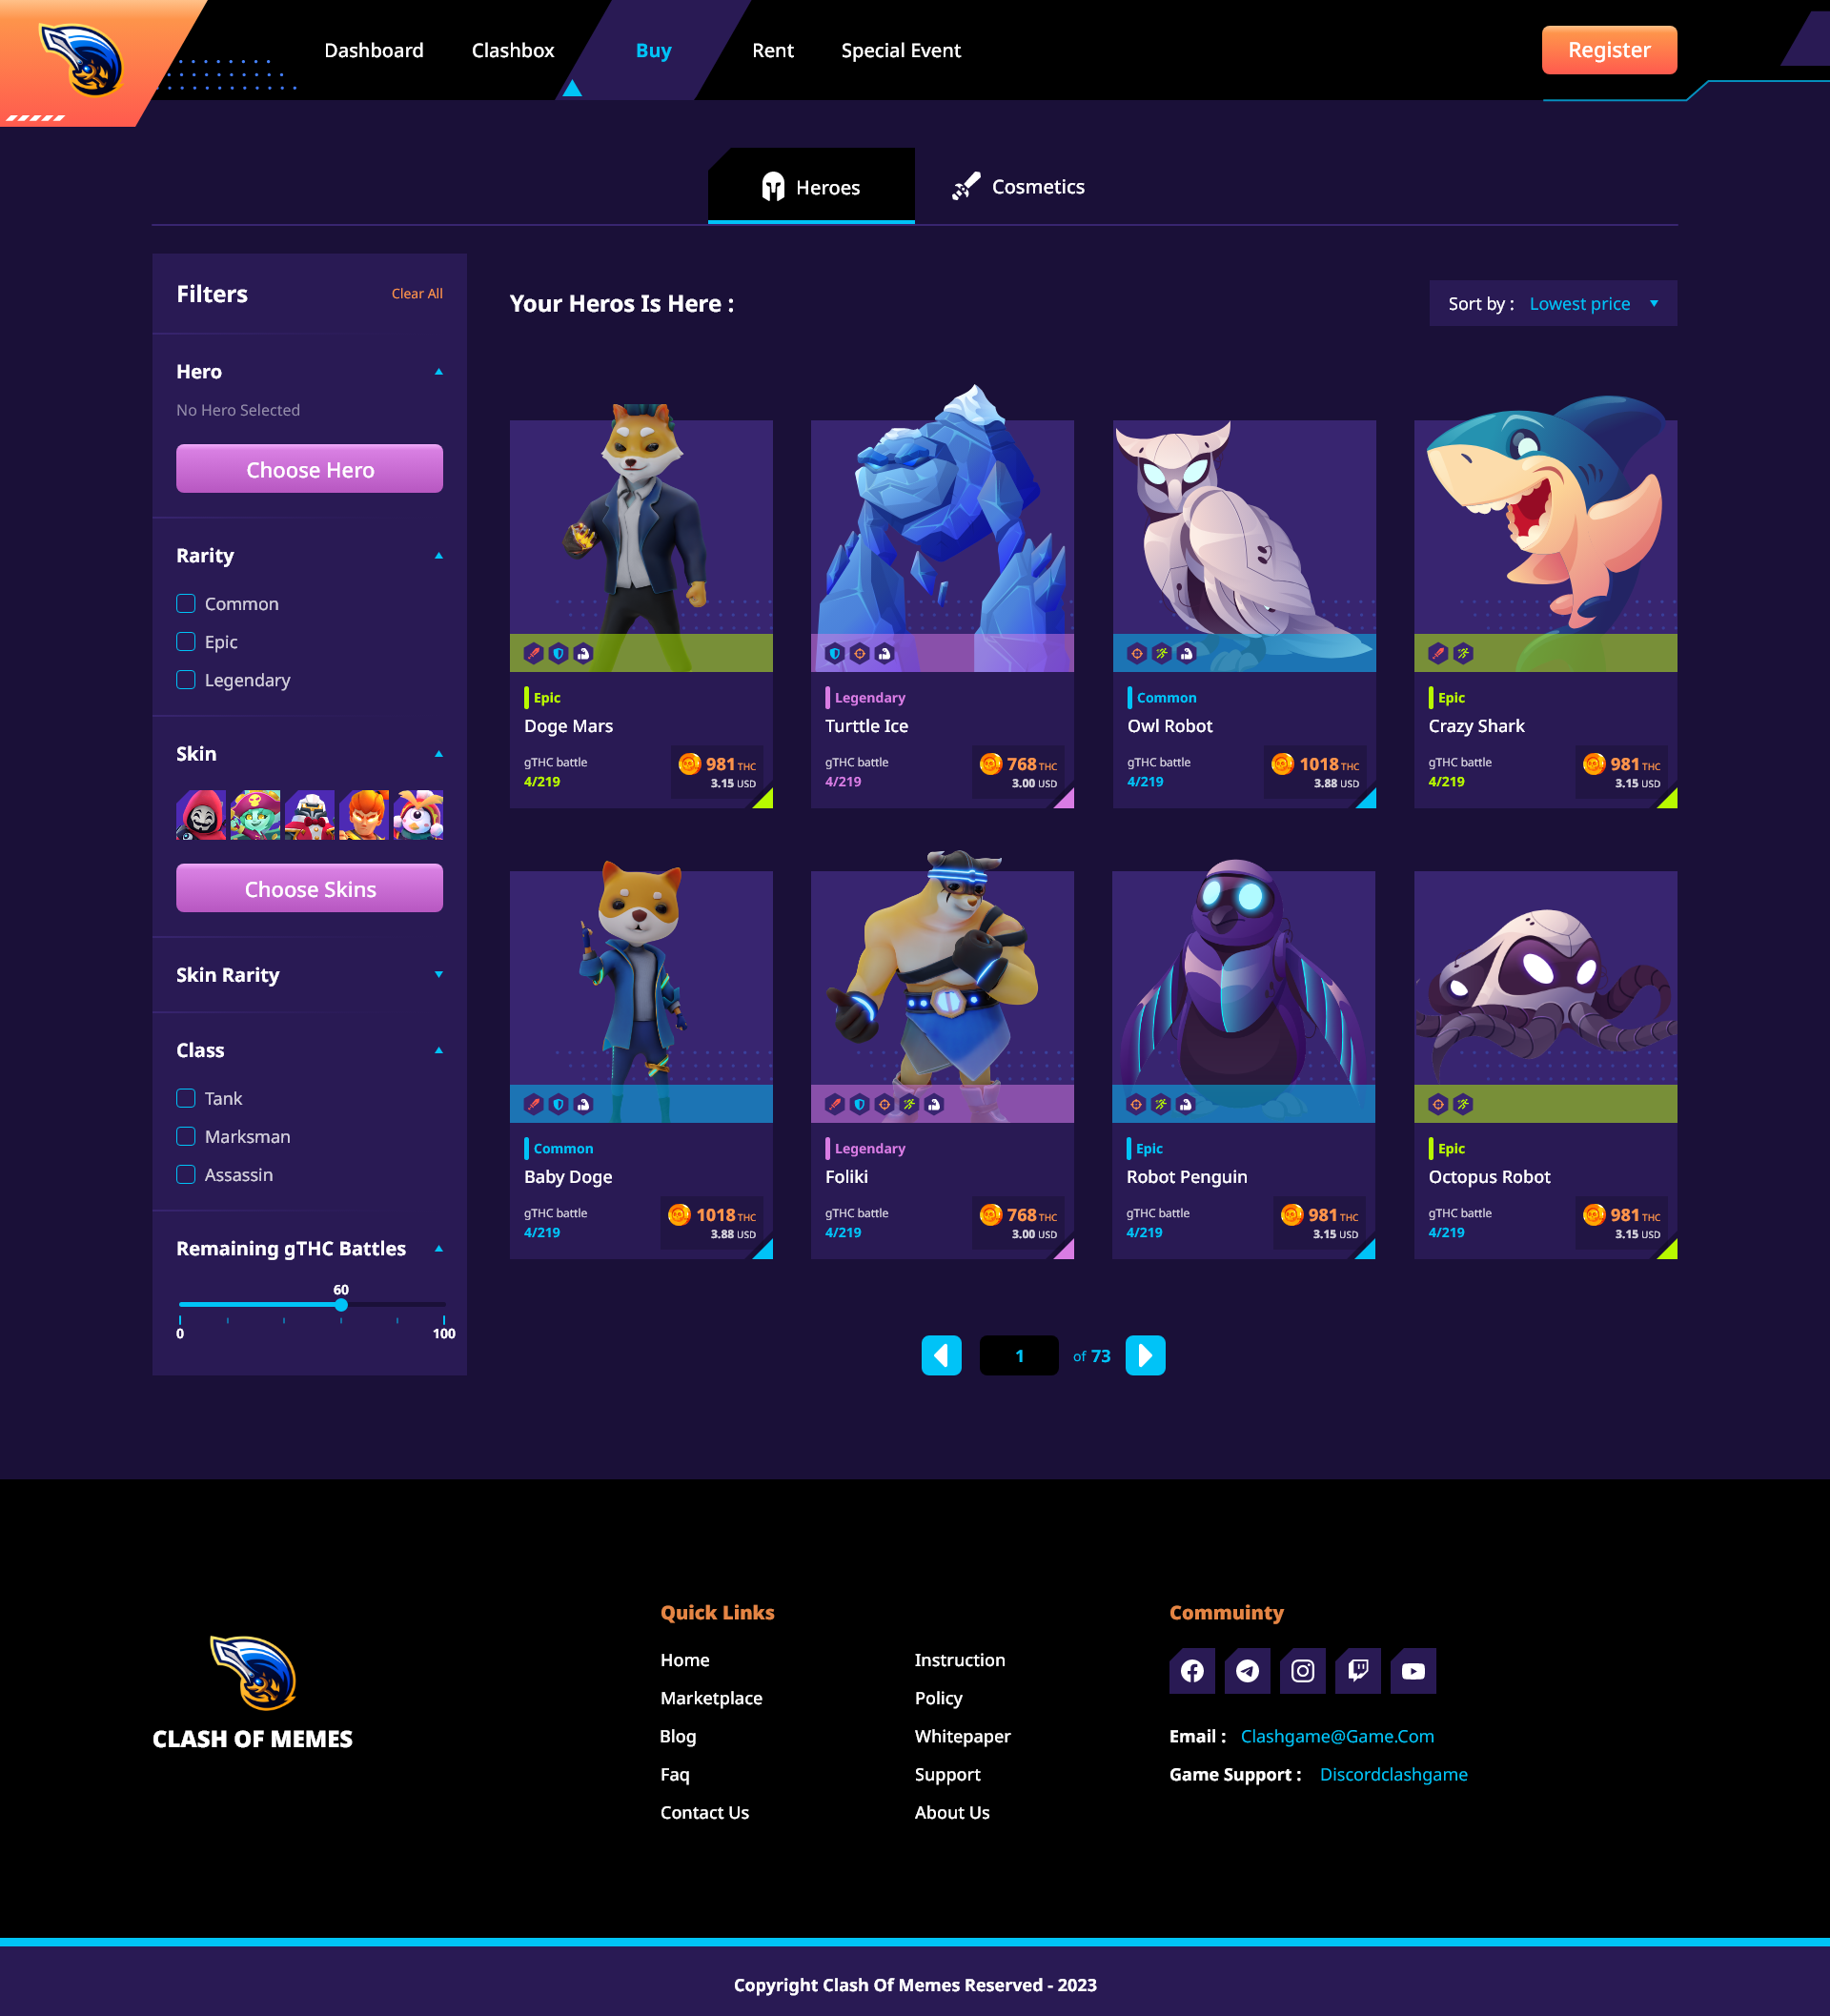 Dashboard Clashbox Buy Rent Special Event Register
Heroes Cosmetics
Filters Clear All
Hero
No Hero Selected
Choose Hero
Rarity
Common
Epic
Legendary
Skin
Choose Skins
Skin Rarity
Class
Tank
Marksman
Assassin
Remaining gTHC Battles
60
0 100
Your Heros Is Here :
Sort by : Lowest price
Epic
Doge Mars
gTHC battle
4/219
981 THC
3.15 USD
Legendary
Turttle Ice
gTHC battle
4/219
768 THC
3.00 USD
Common
Owl Robot
gTHC battle
4/219
1018 THC
3.88 USD
Epic
Crazy Shark
gTHC battle
4/219
981 THC
3.15 USD
Common
Baby Doge
gTHC battle
4/219
1018 THC
3.88 USD
Legendary
Foliki
gTHC battle
4/219
768 THC
3.00 USD
Epic
Robot Penguin
gTHC battle
4/219
981 THC
3.15 USD
Epic
Octopus Robot
gTHC battle
4/219
981 THC
3.15 USD
1 of 73
CLASH OF MEMES
Quick Links
Home
Marketplace
Blog
Faq
Contact Us
Instruction
Policy
Whitepaper
Support
About Us
Commuinty
Email : Clashgame@Game.Com
Game Support : Discordclashgame
Copyright Clash Of Memes Reserved - 2023